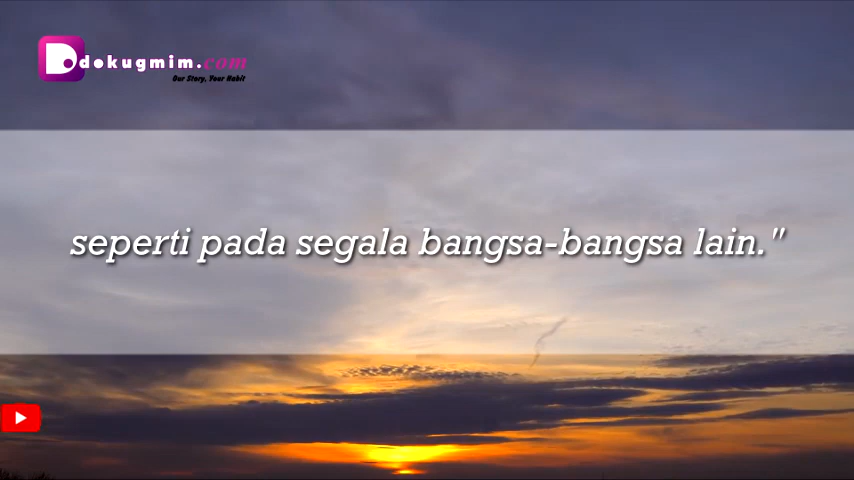 D.dokugmim.com
Our Story, Your Habit
seperti pada segala bangsa-bangsa lain."